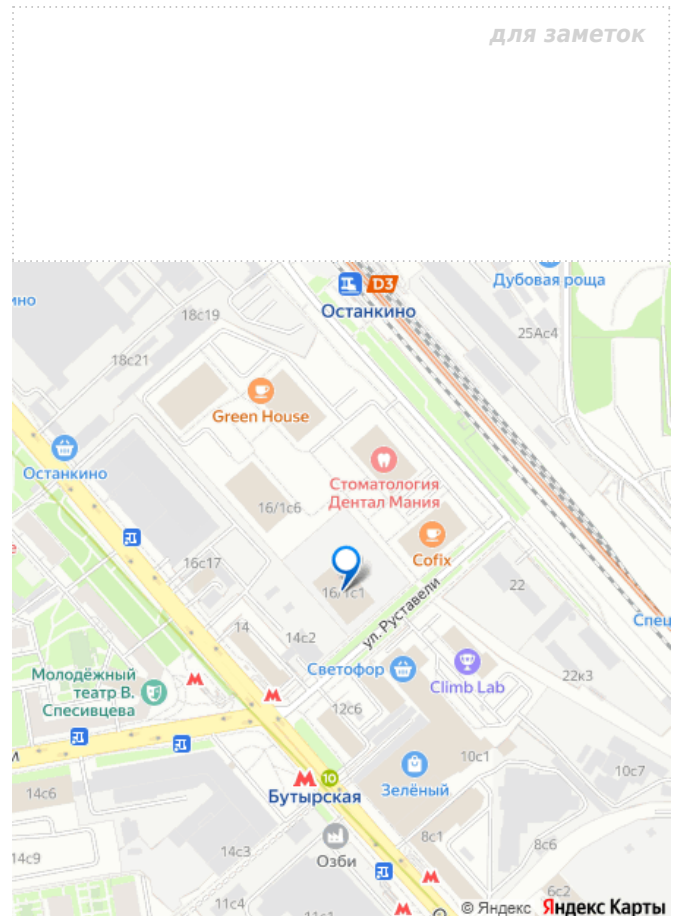 для заметок
D3
Останкино
Дубовая роща
ино
18с19
25Ас4
18с21
Green House
Останкино
Стоматология
Дентал Мания
16/1с6
Cofix
16с17
16/1с1
22
ул. Руставели
Спец
14
14с2
Светофор
Climb Lab
22к3
Молодёжный
театр В.
Спесивцева
12с6
10с1
10с7
10
Бутырская
Зелёный
14с6
8с1
8с6
14с3
Озби
14с9
6с2
11с4
11с1
© Яндекс Яндекс Карты